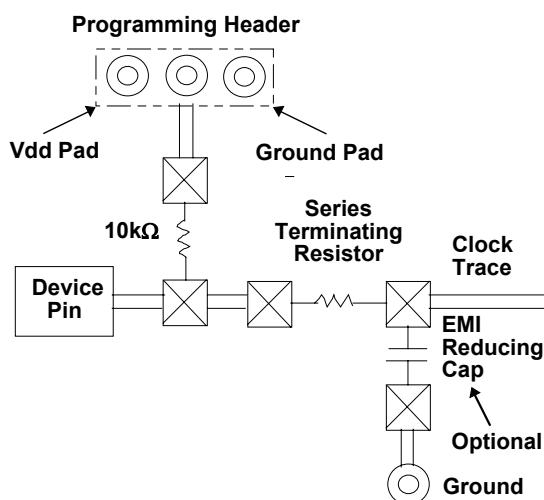 Programming Header
Vdd Pad
Ground Pad
10kΩ
Series
Terminating
Resistor
Clock
Trace
Device
Pin
EMI
Reducing
Cap
Optional
Ground